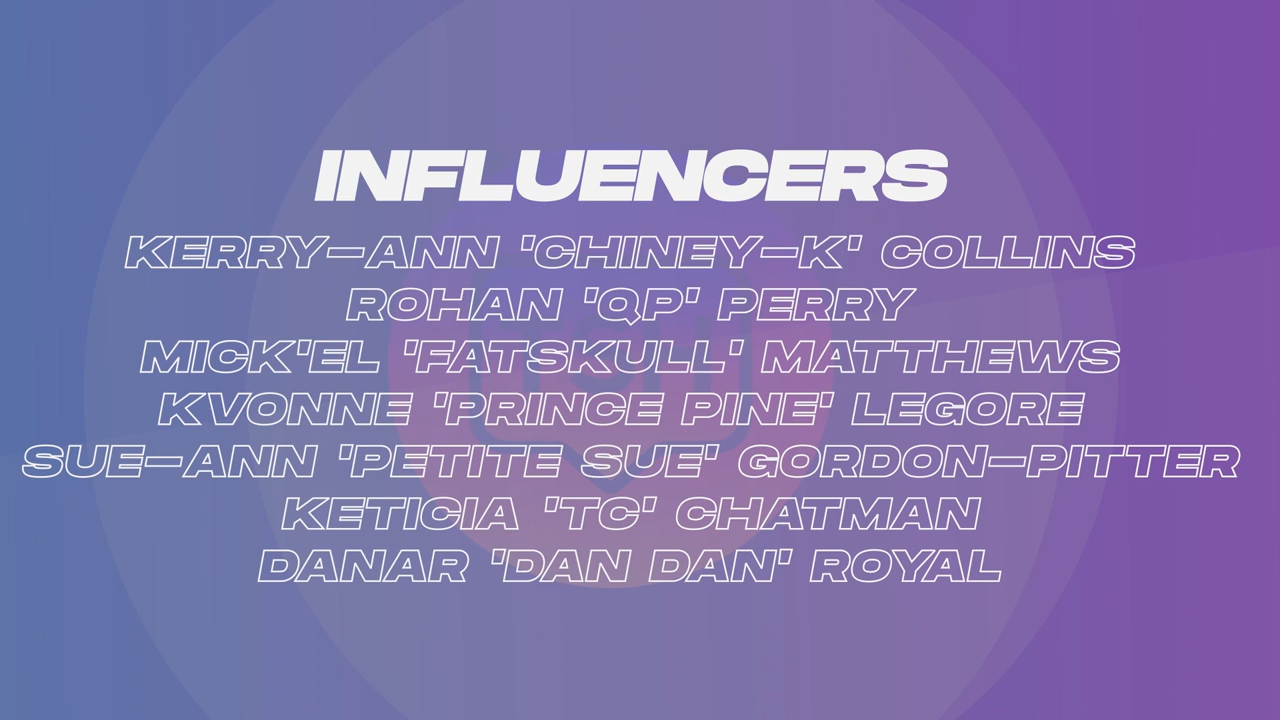 INFLUENCERS
KERRY-ANN 'CHINEY-K' COLLINS
ROHAN 'QP' PERRY
MICK'EL 'FATSKULL' MATTHEWS
KVONNE 'PRINCE PINE' LEGORE
SUE-ANN 'PETITE SUE' GORDON-PITTER
KETICIA 'TC' CHATMAN
DANAR 'DAN DAN' ROYAL